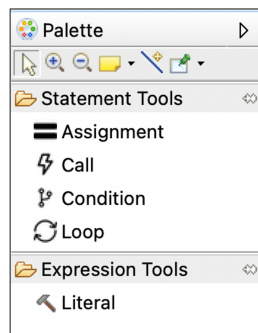 Palette
Statement Tools
Assignment
Call
Condition
Loop
Expression Tools
Literal